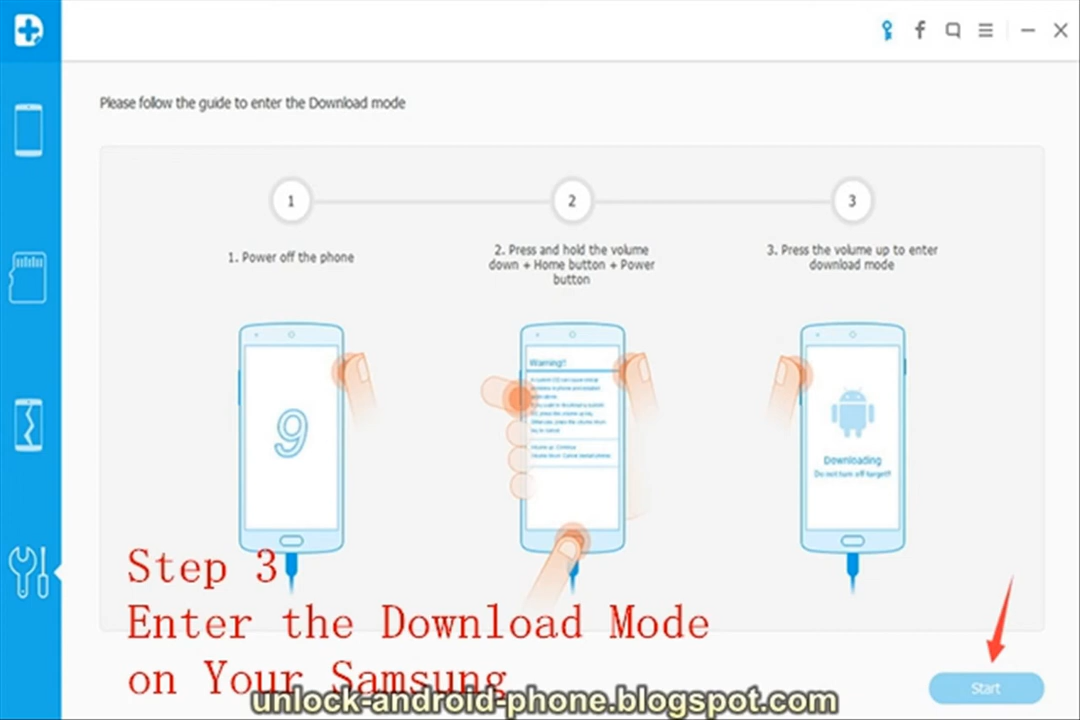 Please follow the guide to enter the Download mode
1
2
3
1. Power off the phone
2. Press and hold the volume
down + Home button + Power
button
3. Press the volume up to enter
download mode
9
Warning!!
Downloading
Do not turn off target!!
Step 3
Enter the Download Mode
on Your Samsung
unlock-android-phone.blogspot.com
Start